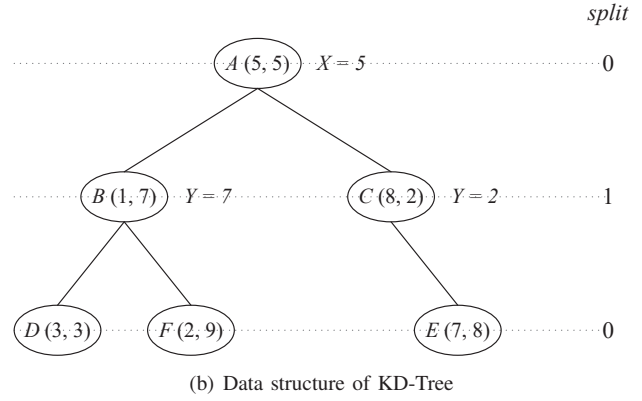 split
A (5, 5) X = 5 0
B (1, 7) Y = 7 C (8, 2) Y = 2 1
D (3, 3) F (2, 9) E (7, 8) 0
(b) Data structure of KD-Tree